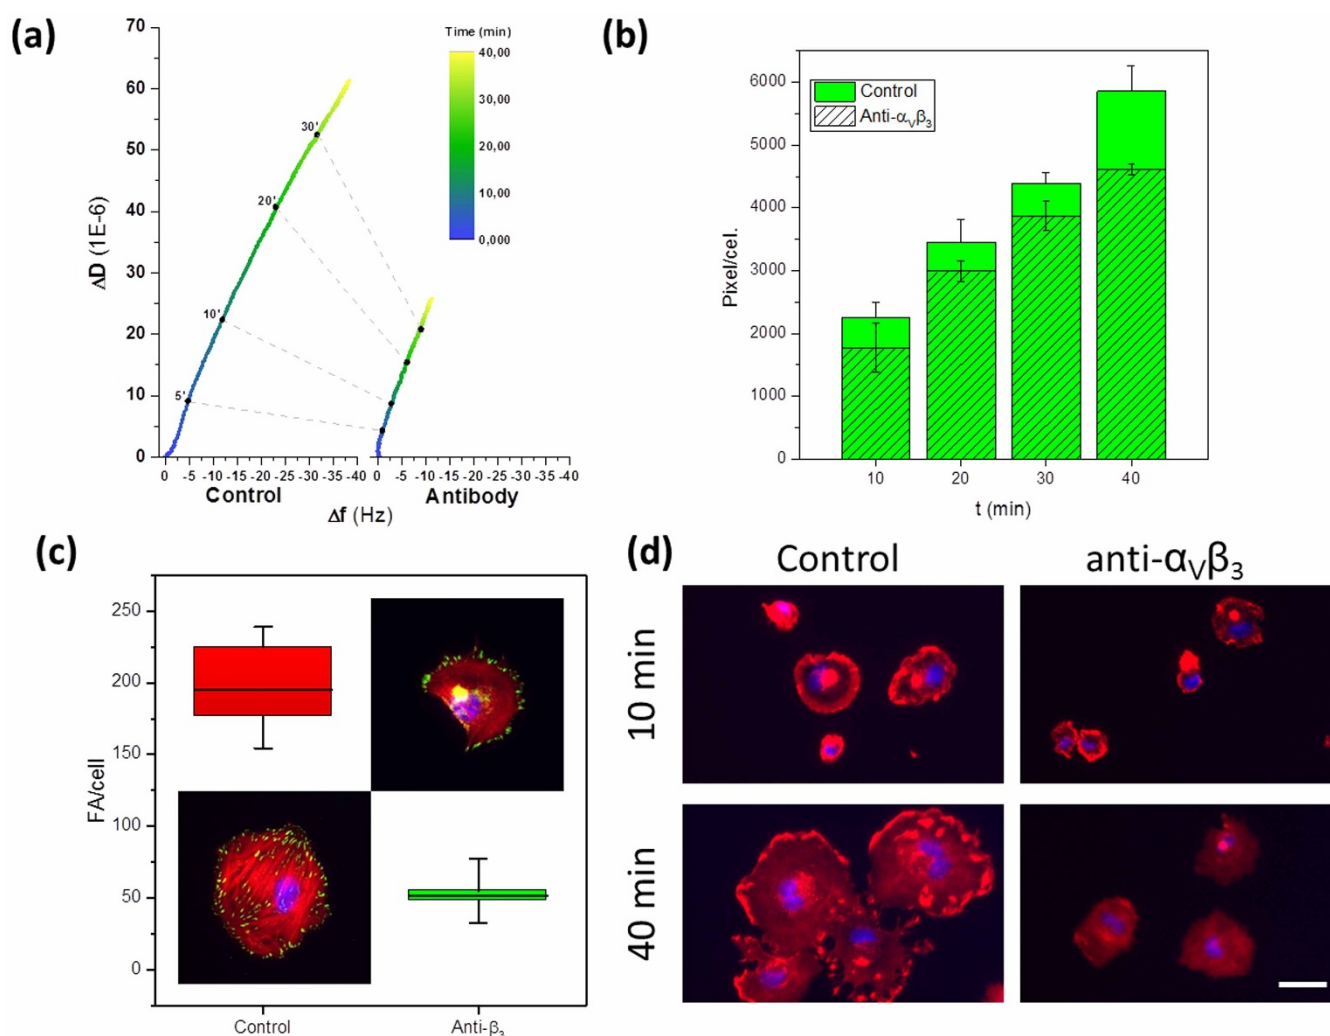 (a)
70
60
50
40
30
20
10
0
ΔD (1E-6)
Time (min)
40,00
30,00
20,00
10,00
0,000
30'
20'
10'
5'
0 -5 -10 -15 -20 -25 -30 -35 -40
0 -5 -10 -15 -20 -25 -30 -35 -40
Control
Antibody
Δf (Hz)
(b)
6000
5000
4000
3000
2000
1000
0
Pixel/cel.
Control
Anti-αVβ3
10 20 30 40
t (min)
(c)
250
200
150
100
50
0
FA/cell
Control
Anti-β3
(d)
Control
anti-αVβ3
10 min
40 min